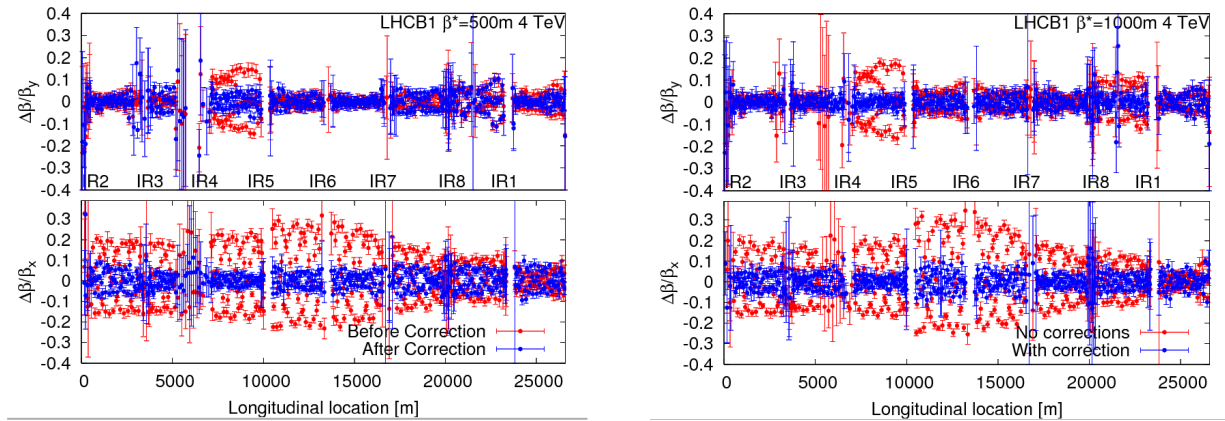 LHCB1 β*=500m 4 TeV
Δβ/βy
0.4
0.3
0.2
0.1
0
-0.1
-0.2
-0.3
-0.4
IR2 IR3 IR4 IR5 IR6 IR7 IR8 IR1
Δβ/βx
0.3
0.2
0.1
0
-0.1
-0.2
-0.3
-0.4
Before Correction
After Correction
0 5000 10000 15000 20000 25000
Longitudinal location [m]
LHCB1 β*=1000m 4 TeV
Δβ/βy
0.4
0.3
0.2
0.1
0
-0.1
-0.2
-0.3
-0.4
IR2 IR3 IR4 IR5 IR6 IR7 IR8 IR1
Δβ/βx
0.3
0.2
0.1
0
-0.1
-0.2
-0.3
-0.4
No corrections
With correction
0 5000 10000 15000 20000 25000
Longitudinal location [m]